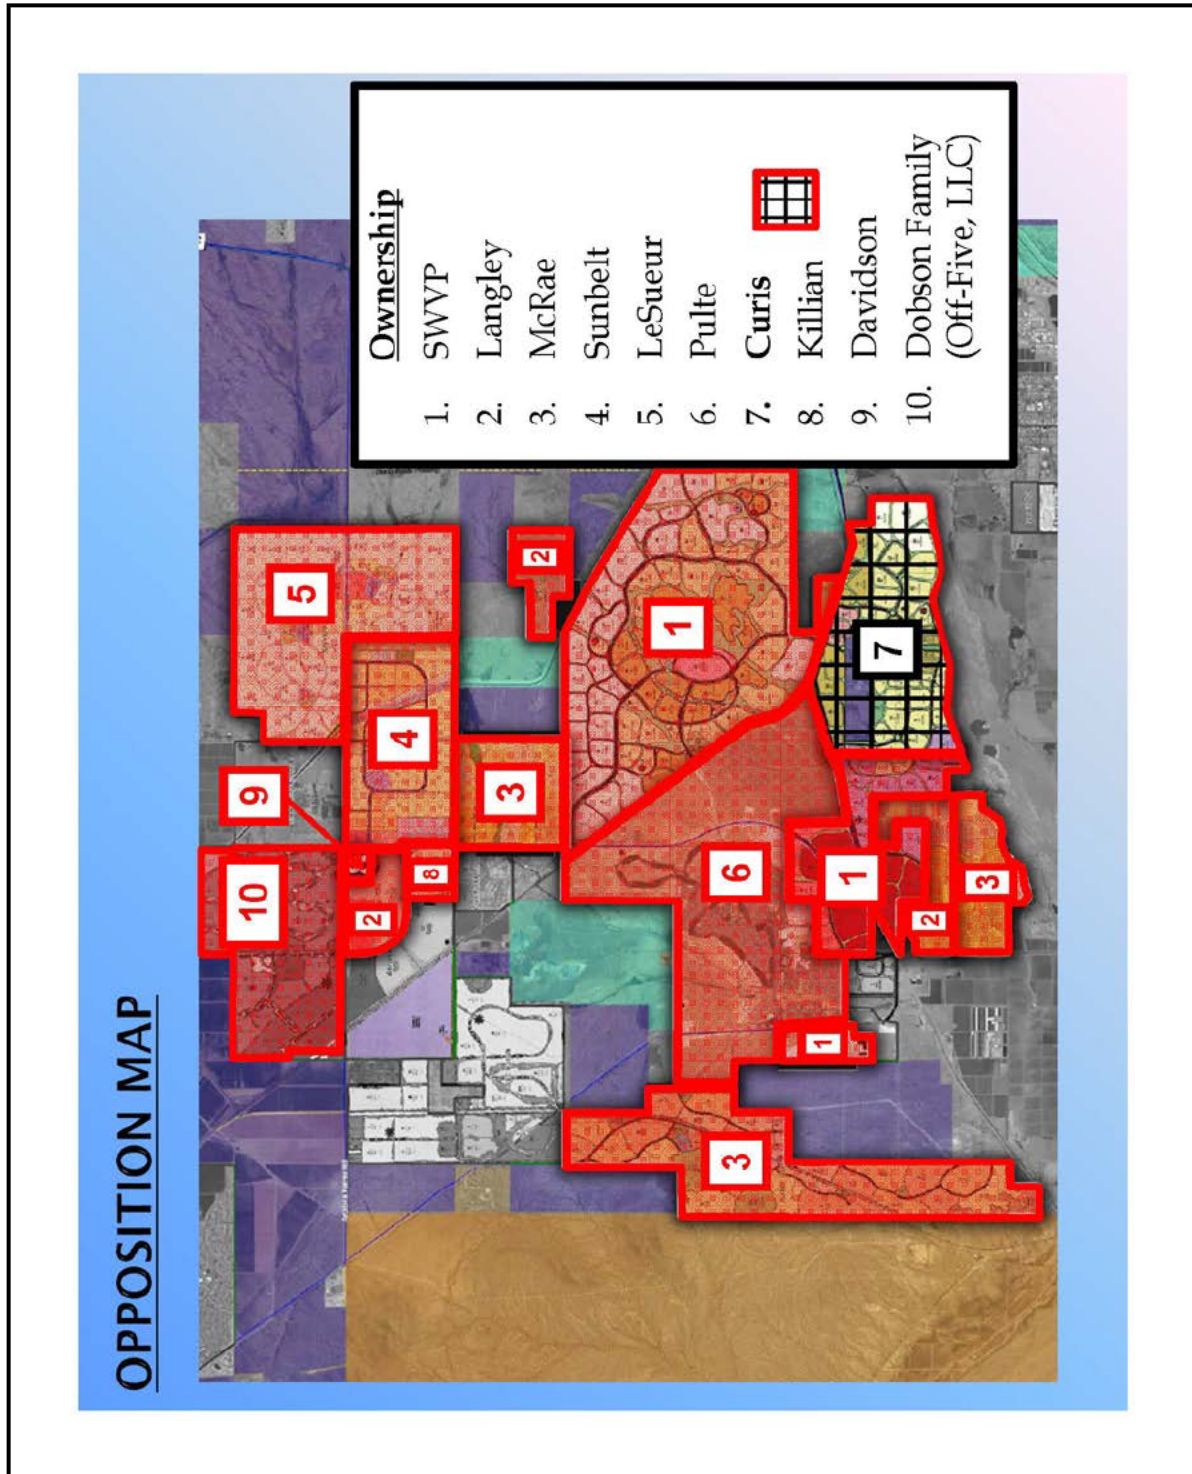 OPPOSITION MAP
Ownership
1. SWVP
2. Langley
3. McRae
4. Sunbelt
5. LeSueur
6. Pulte
7. Curis
8. Killian
9. Davidson
10. Dobson Family
(Off-Five, LLC)
10
9
5
2
8
4
3
2
1
6
3
1
1
2
3
7